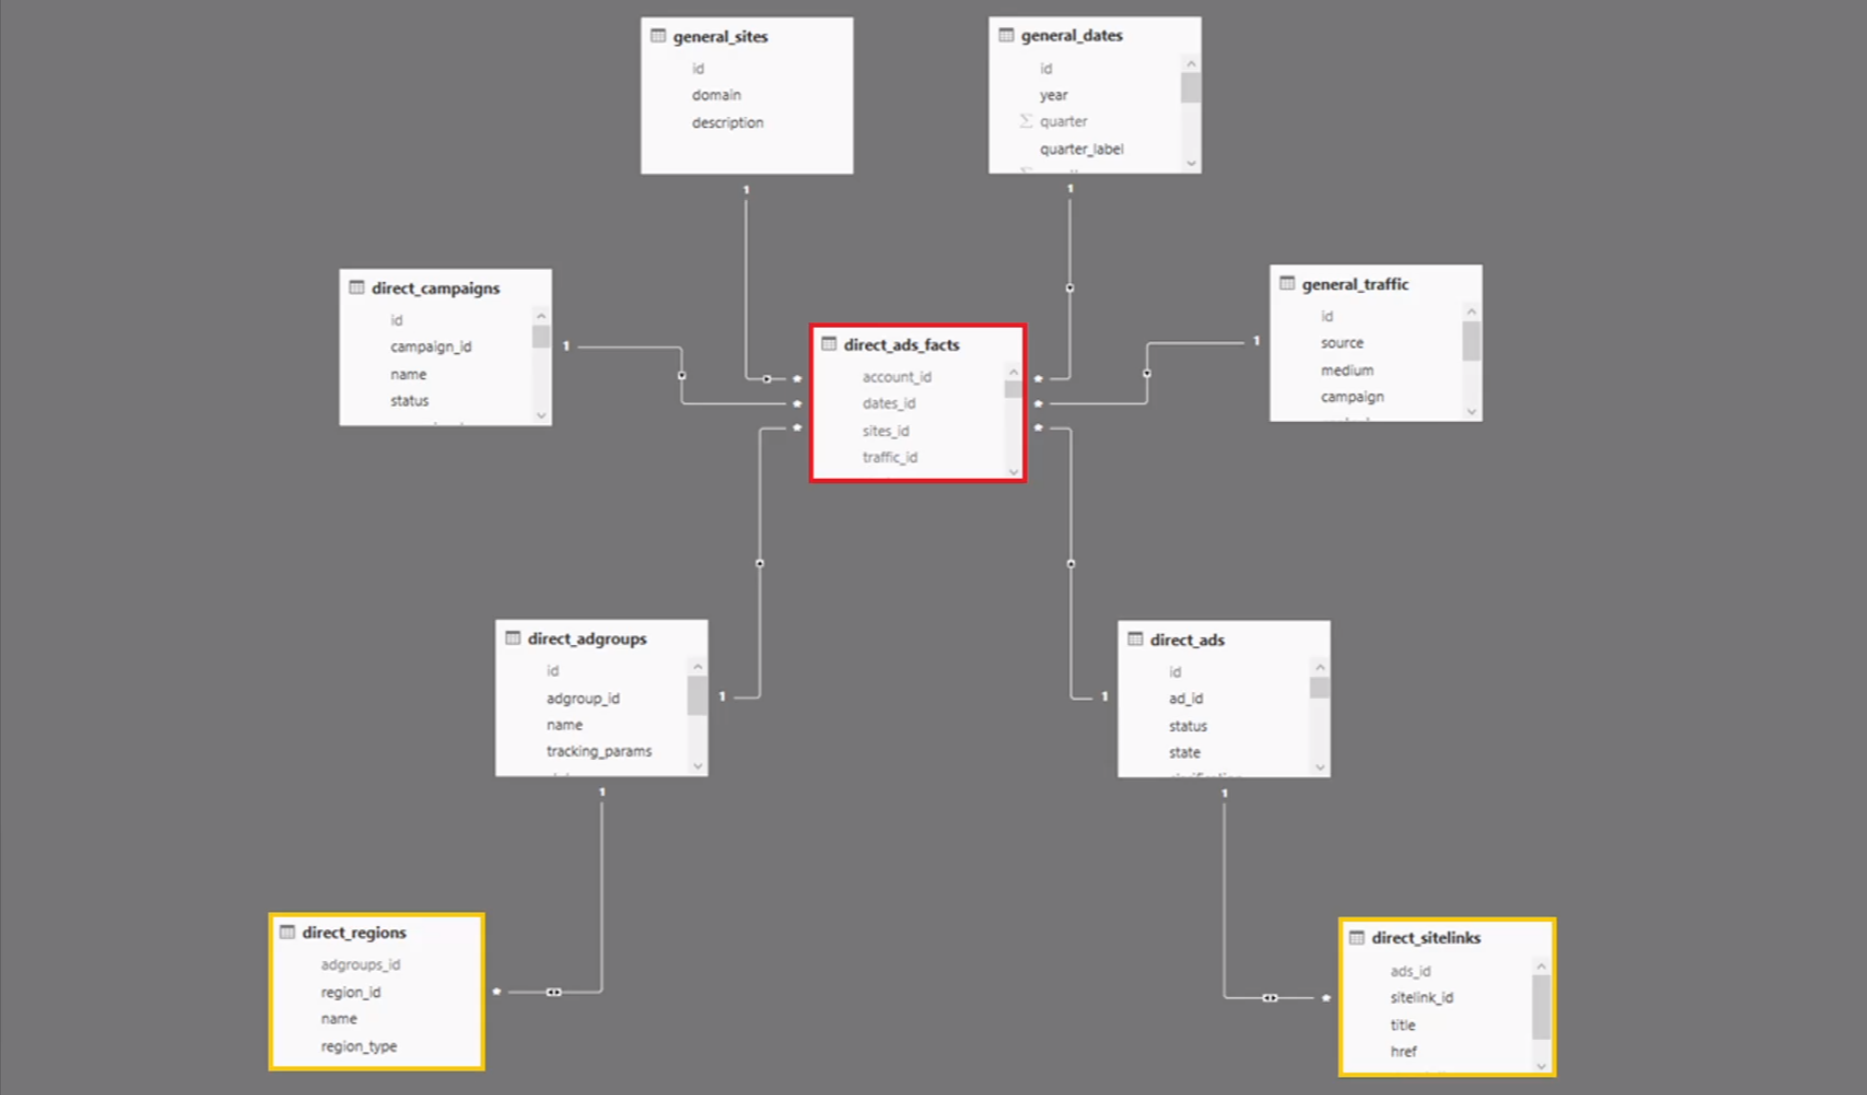 general_sites
id
domain
description
general_dates
id
year
Σ quarter
quarter_label
1
1
direct_campaigns
id
campaign_id
name
status
1
direct_ads_facts
account_id
dates_id
sites_id
traffic_id
*
*
*
*
*
*
general_traffic
id
source
medium
campaign
1
direct_adgroups
id
adgroup_id
name
tracking_params
1
1
direct_ads
id
ad_id
status
state
1
1
direct_regions
adgroups_id
region_id
name
region_type
*
direct_sitelinks
ads_id
sitelink_id
title
href
*